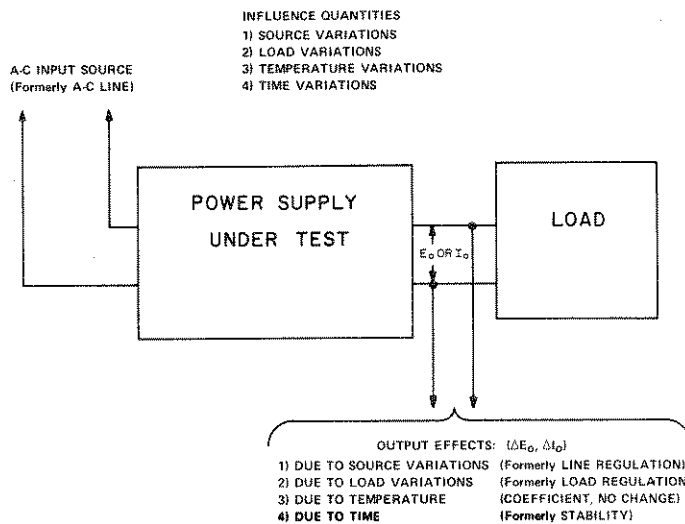 INFLUENCE QUANTITIES
1) SOURCE VARIATIONS
2) LOAD VARIATIONS
3) TEMPERATURE VARIATIONS
4) TIME VARIATIONS
A-C INPUT SOURCE
(Formerly A-C LINE)
POWER SUPPLY
UNDER TEST
E₀ OR I₀
LOAD
OUTPUT EFFECTS: (ΔE₀, ΔI₀)
1) DUE TO SOURCE VARIATIONS (Formerly LINE REGULATION)
2) DUE TO LOAD VARIATIONS (Formerly LOAD REGULATION)
3) DUE TO TEMPERATURE (COEFFICIENT, NO CHANGE)
4) DUE TO TIME (Formerly STABILITY)